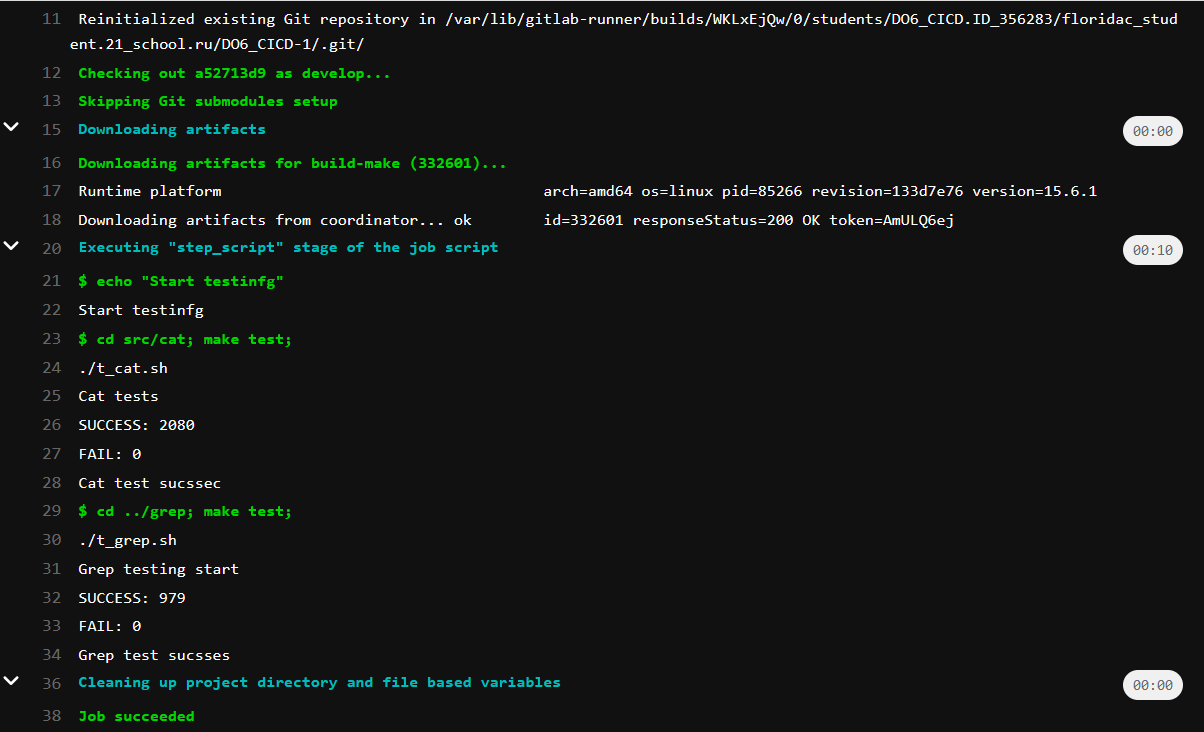 11 Reinitialized existing Git repository in /var/lib/gitlab-runner/builds/WKLxEjQw/0/students/DO6_CICD.ID_356283/floridac_stud
ent.21_school.ru/DO6_CICD-1/.git/
12 Checking out a52713d9 as develop...
13 Skipping Git submodules setup
15 Downloading artifacts 00:00
16 Downloading artifacts for build-make (332601)...
17 Runtime platform arch=amd64 os=linux pid=85266 revision=133d7e76 version=15.6.1
18 Downloading artifacts from coordinator... ok id=332601 responseStatus=200 OK token=AmULQ6ej
20 Executing "step_script" stage of the job script 00:10
21 $ echo "Start testinfg"
22 Start testinfg
23 $ cd src/cat; make test;
24 ./t_cat.sh
25 Cat tests
26 SUCCESS: 2080
27 FAIL: 0
28 Cat test sucssec
29 $ cd ../grep; make test;
30 ./t_grep.sh
31 Grep testing start
32 SUCCESS: 979
33 FAIL: 0
34 Grep test sucsses
36 Cleaning up project directory and file based variables 00:00
38 Job succeeded